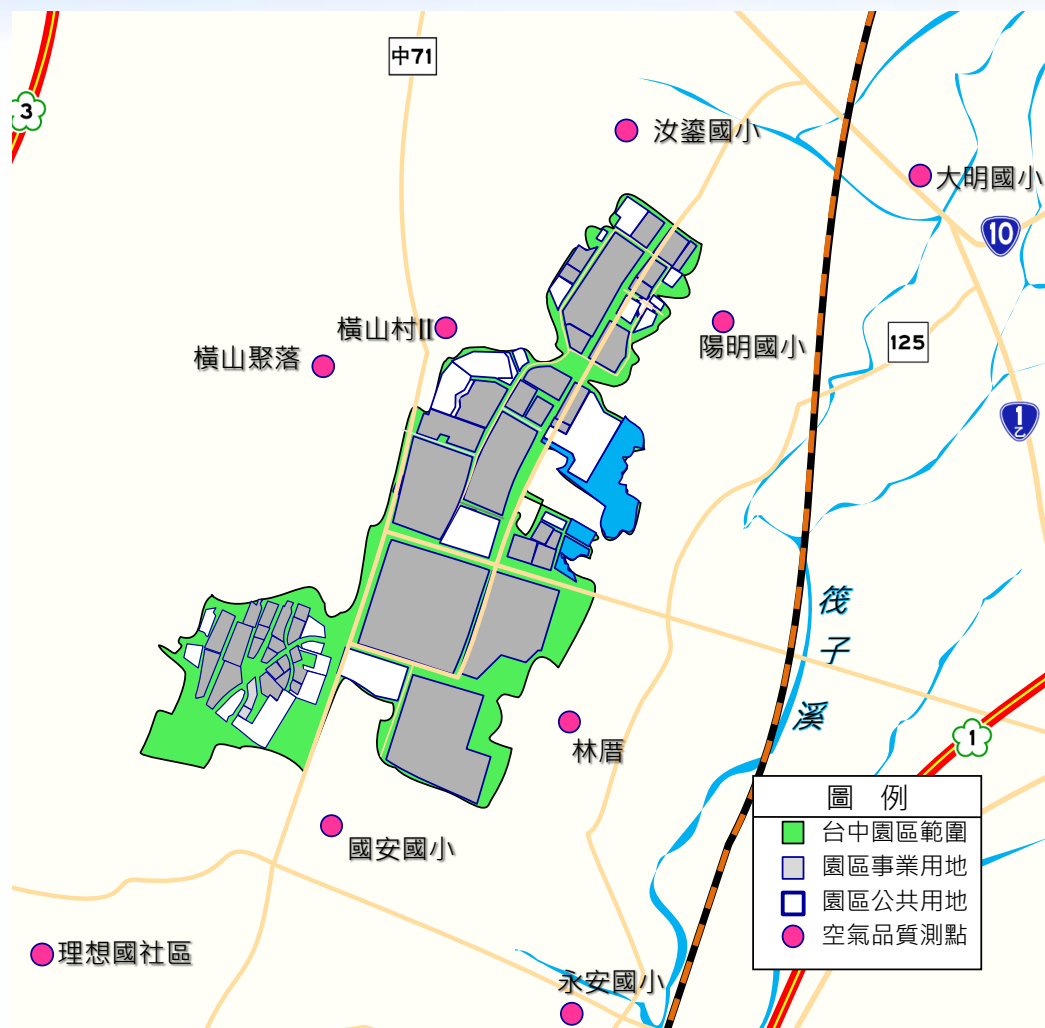 中71
3
汝鎏國小
大明國小
10
橫山村II
陽明國小
125
橫山聚落
1
乙
筏
子
溪
1
林厝
圖 例
台中園區範圍
園區事業用地
園區公共用地
空氣品質測點
國安國小
理想國社區
永安國小